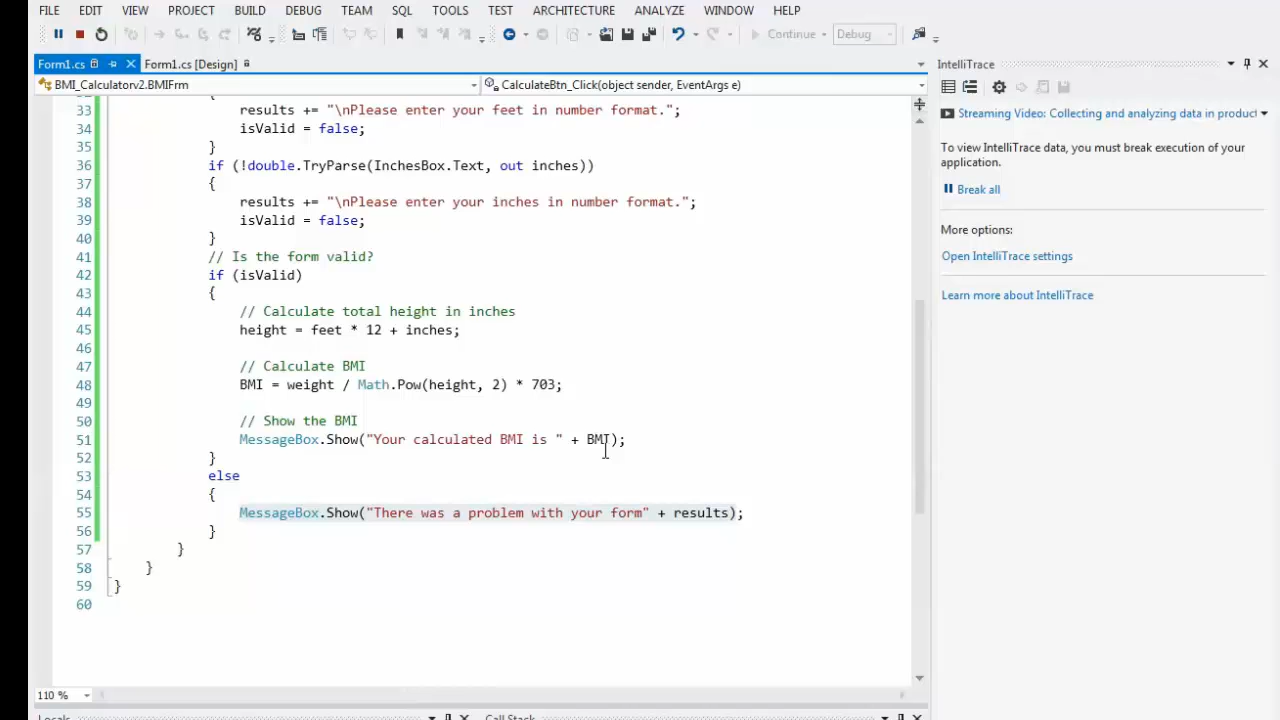 FILE EDIT VIEW PROJECT BUILD DEBUG TEAM SQL TOOLS TEST ARCHITECTURE ANALYZE WINDOW HELP
Continue Debug
Form1.cs Form1.cs [Design] IntelliTrace
BMI_Calculatorv2.BMIFrm CalculateBtn_Click(object sender, EventArgs e)
Streaming Video: Collecting and analyzing data in product
To view IntelliTrace data, you must break execution of your
application.
Break all
More options:
Open IntelliTrace settings
Learn more about IntelliTrace
{
33 results += "\nPlease enter your feet in number format.";
34 isValid = false;
35 }
36 if (!double.TryParse(InchesBox.Text, out inches))
37 {
38 results += "\nPlease enter your inches in number format.";
39 isValid = false;
40 }
41 // Is the form valid?
42 if (isValid)
43 {
44 // Calculate total height in inches
45 height = feet * 12 + inches;
46
47 // Calculate BMI
48 BMI = weight / Math.Pow(height, 2) * 703;
49
50 // Show the BMI
51 MessageBox.Show("Your calculated BMI is " + BMI);
52 }
53 else
54 {
55 MessageBox.Show("There was a problem with your form" + results);
56 }
57 }
58 }
59 }
60
110 %
Locals Call Stack